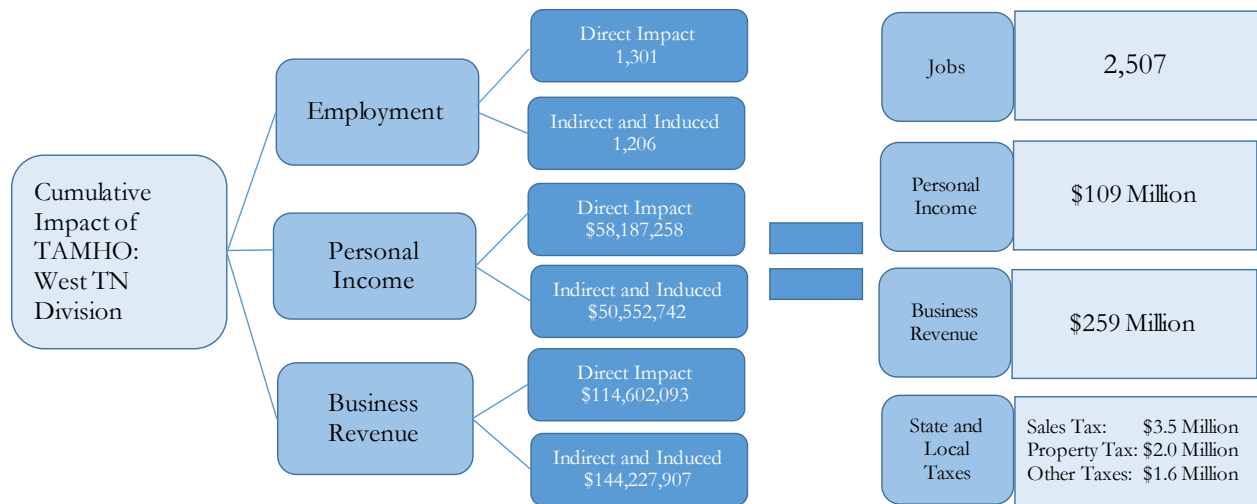 Cumulative
Impact of
TAMHO:
West TN
Division
Employment
Direct Impact
1,301
Indirect and Induced
1,206
Personal
Income
Direct Impact
$58,187,258
Indirect and Induced
$50,552,742
Business
Revenue
Direct Impact
$114,602,093
Indirect and Induced
$144,227,907
Jobs
2,507
Personal
Income
$109 Million
Business
Revenue
$259 Million
State and
Local
Taxes
Sales Tax: $3.5 Million
Property Tax: $2.0 Million
Other Taxes: $1.6 Million